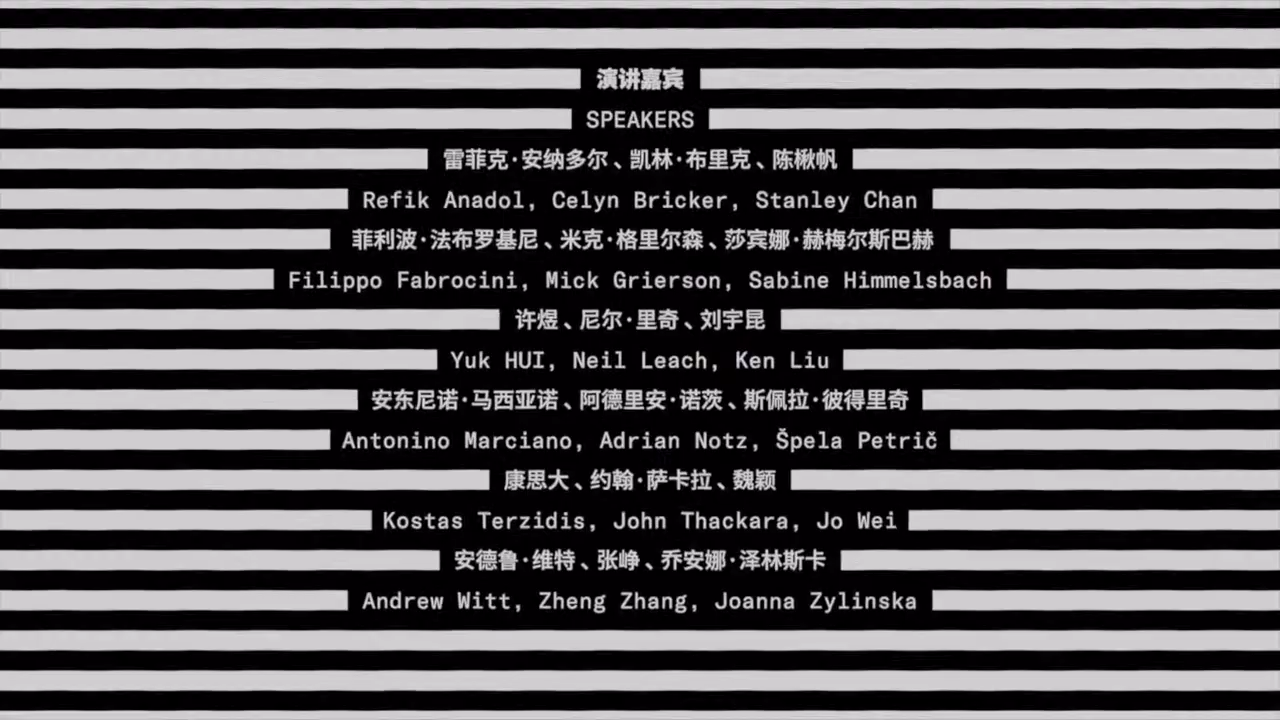 演讲嘉宾
SPEAKERS
雷菲克·安纳多尔、凯林·布里克、陈楸帆
Refik Anadol, Celyn Bricker, Stanley Chan
菲利波·法布罗基尼、米克·格里尔森、莎宾娜·赫梅尔斯巴赫
Filippo Fabrocini, Mick Grierson, Sabine Himmelsbach
许煜、尼尔·里奇、刘宇昆
Yuk HUI, Neil Leach, Ken Liu
安东尼诺·马西亚诺、阿德里安·诺茨、斯佩拉·彼得里奇
Antonino Marciano, Adrian Notz, Špela Petrič
康思大、约翰·萨卡拉、魏颖
Kostas Terzidis, John Thackara, Jo Wei
安德鲁·维特、张峥、乔安娜·泽林斯卡
Andrew Witt, Zheng Zhang, Joanna Zylinska